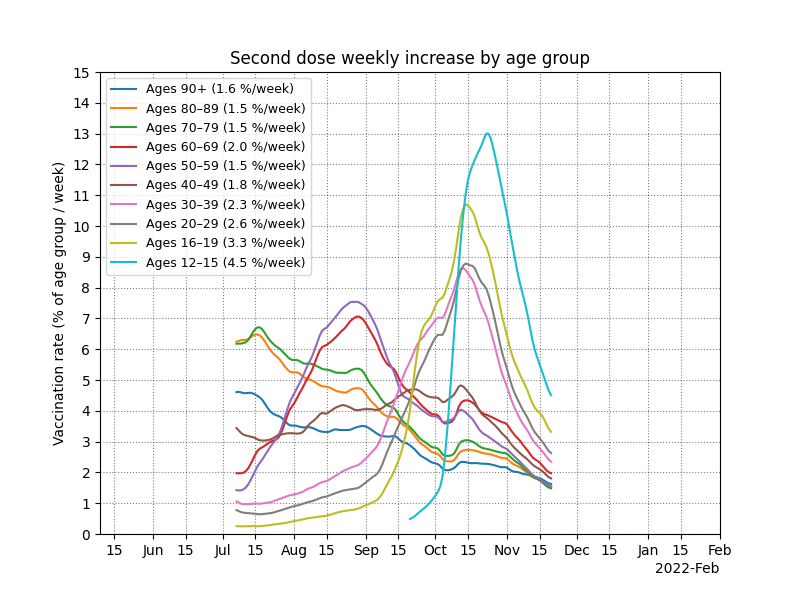 Second dose weekly increase by age group
Vaccination rate (% of age group / week)
15
14
13
12
11
10
9
8
7
6
5
4
3
2
1
0
Ages 90+ (1.6 %/week)
Ages 80–89 (1.5 %/week)
Ages 70–79 (1.5 %/week)
Ages 60–69 (2.0 %/week)
Ages 50–59 (1.5 %/week)
Ages 40–49 (1.8 %/week)
Ages 30–39 (2.3 %/week)
Ages 20–29 (2.6 %/week)
Ages 16–19 (3.3 %/week)
Ages 12–15 (4.5 %/week)
15 Jun 15 Jul 15 Aug 15 Sep 15 Oct 15 Nov 15 Dec 15 Jan 15 Feb
2022-Feb